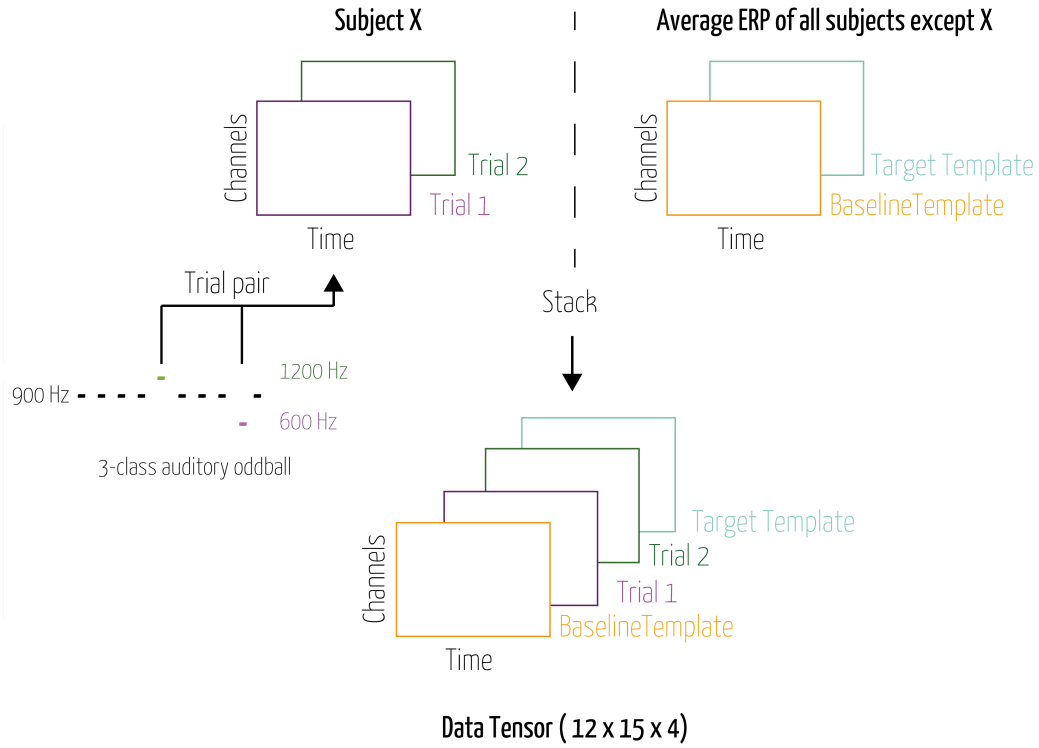 Subject X
Average ERP of all subjects except X
Channels
Trial 2
Trial 1
Time
Channels
Target Template
BaselineTemplate
Time
Trial pair
Stack
1200 Hz
900 Hz
600 Hz
3-class auditory oddball
Channels
Target Template
Trial 2
Trial 1
BaselineTemplate
Time
Data Tensor ( 12 x 15 x 4)